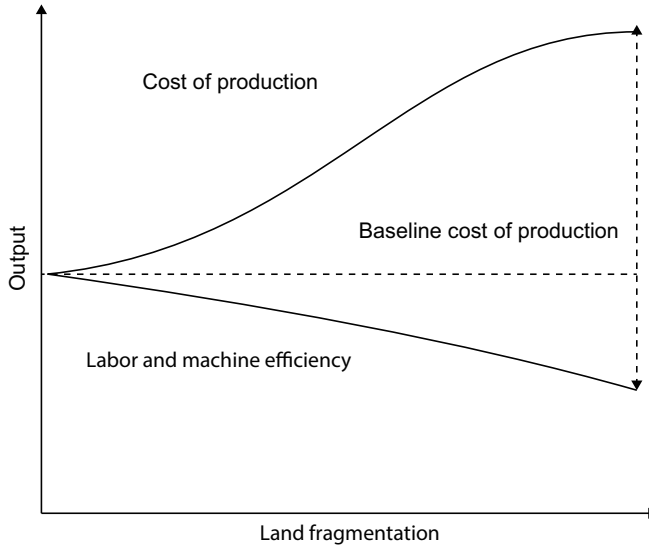 Cost of production
Baseline cost of production
Output
Labor and machine efficiency
Land fragmentation